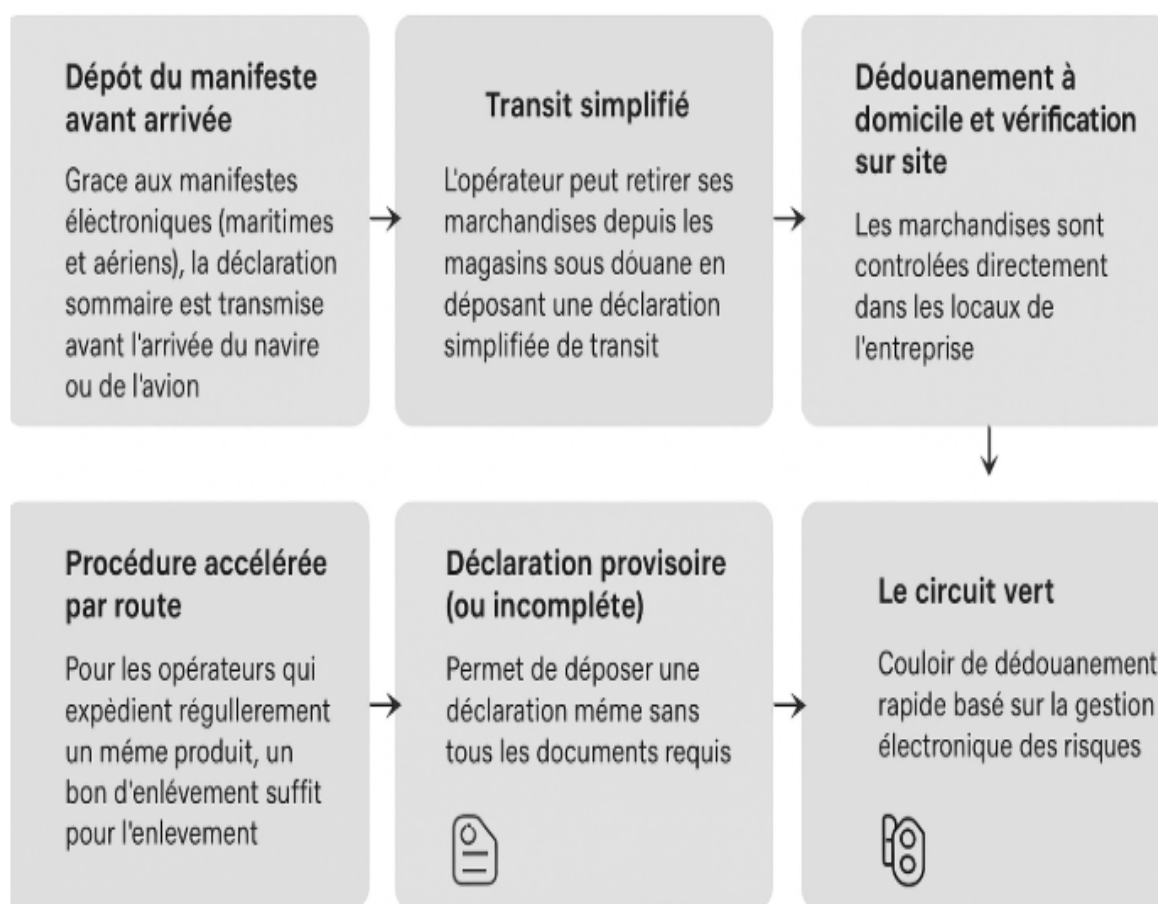 Dépót du manifeste
avant arrivée
Grace aux manifestes
électroniques (maritimes
et aériens), la déclaration
sommaire est transmise
avant l'arrivée du navire
ou de l'avion
Transit simplifié
L'opérateur peut retirer ses
marchandises depuis les
magasins sous dóuane en
déposant une déclaration
simplifiée de transit
Dédouanement à
domicile et vérification
sur site
Les marchandises sont
controlées directement
dans les locaux de
l'entreprise
Procédure accélérée
par route
Pour les opérateurs qui
expèdient régullerement
un méme produit, un
bon d'enlévement suffit
pour l'enlevement
Déclaration provisoire
(ou incompléte)
Permet de déposer une
déclaration méme sans
tous les documents requis
Le circuit vert
Couloir de dédouanement
rapide basé sur la gestion
électronique des risques